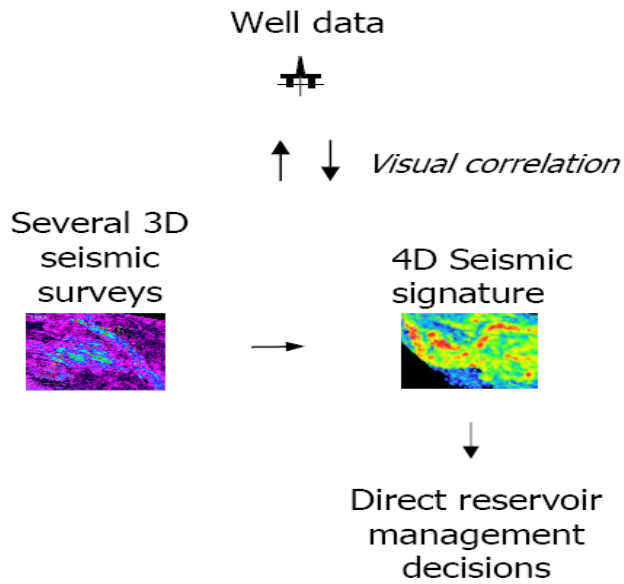 Well data
Visual correlation
Several 3D
seismic
surveys
4D Seismic
signature
Direct reservoir
management
decisions